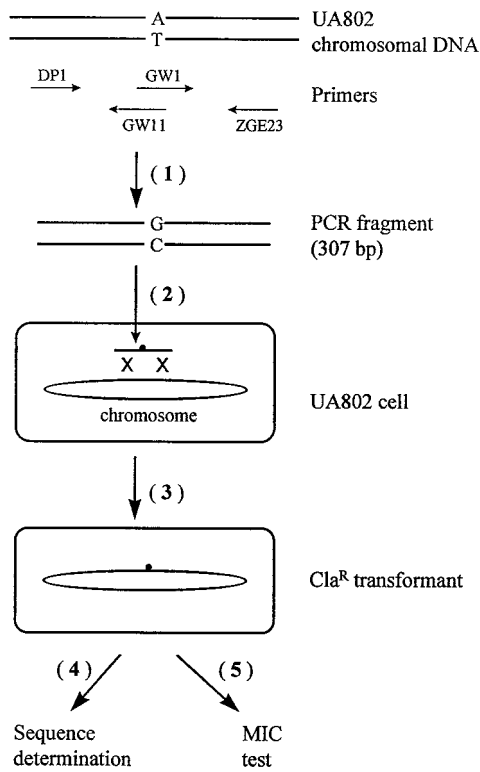 A
T
UA802
chromosomal DNA
DP1
GW1
Primers
GW11
ZGE23
( 1 )
G
C
PCR fragment
(307 bp)
( 2 )
X X
chromosome
UA802 cell
( 3 )
Cla^R transformant
( 4 )
( 5 )
Sequence
determination
MIC
test